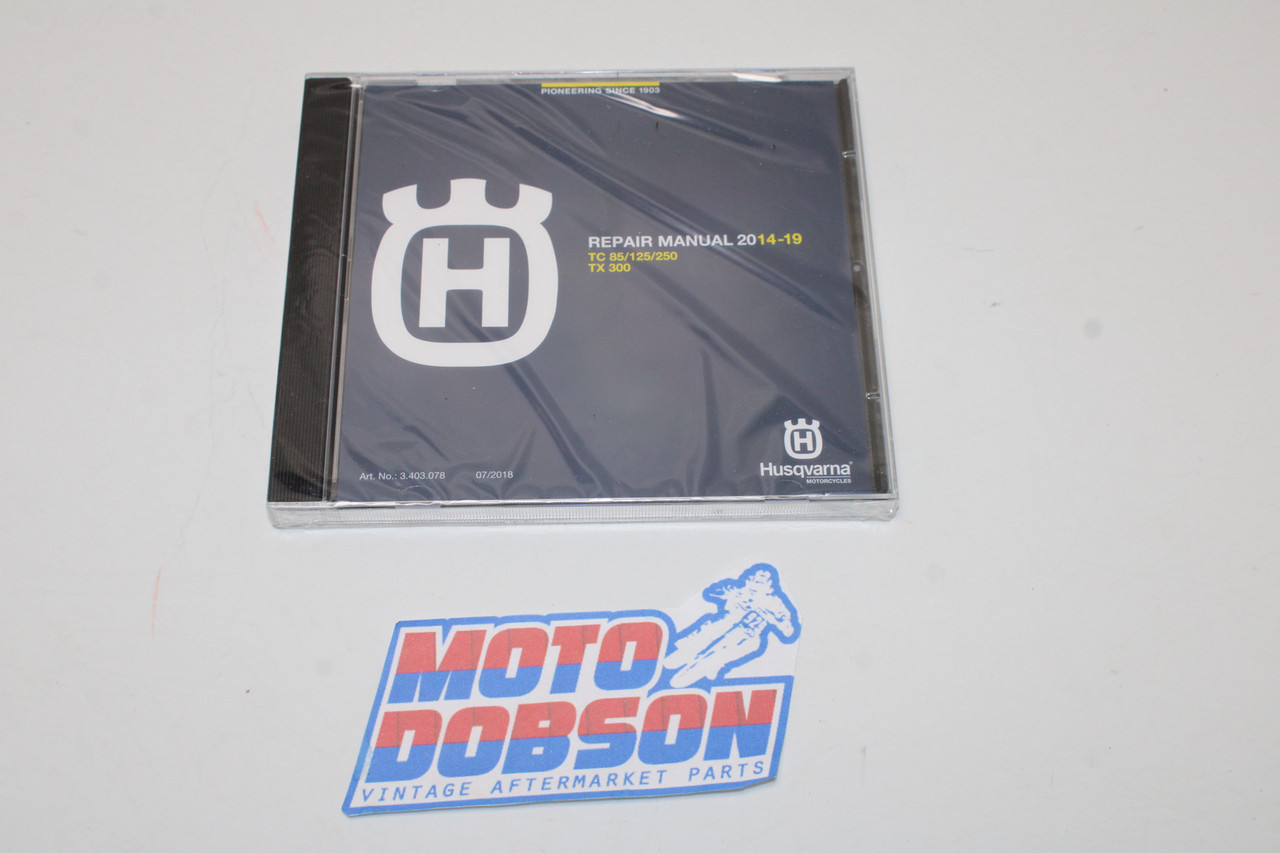 PIONEERING SINCE 1903
H
REPAIR MANUAL 2014-19
TC 85/125/250
TX 300
H
Husqvarna®
MOTORCYCLES
Art. No.: 3.403.078 07/2018
MOTO
DOBSON
VINTAGE AFTERMARKET PARTS